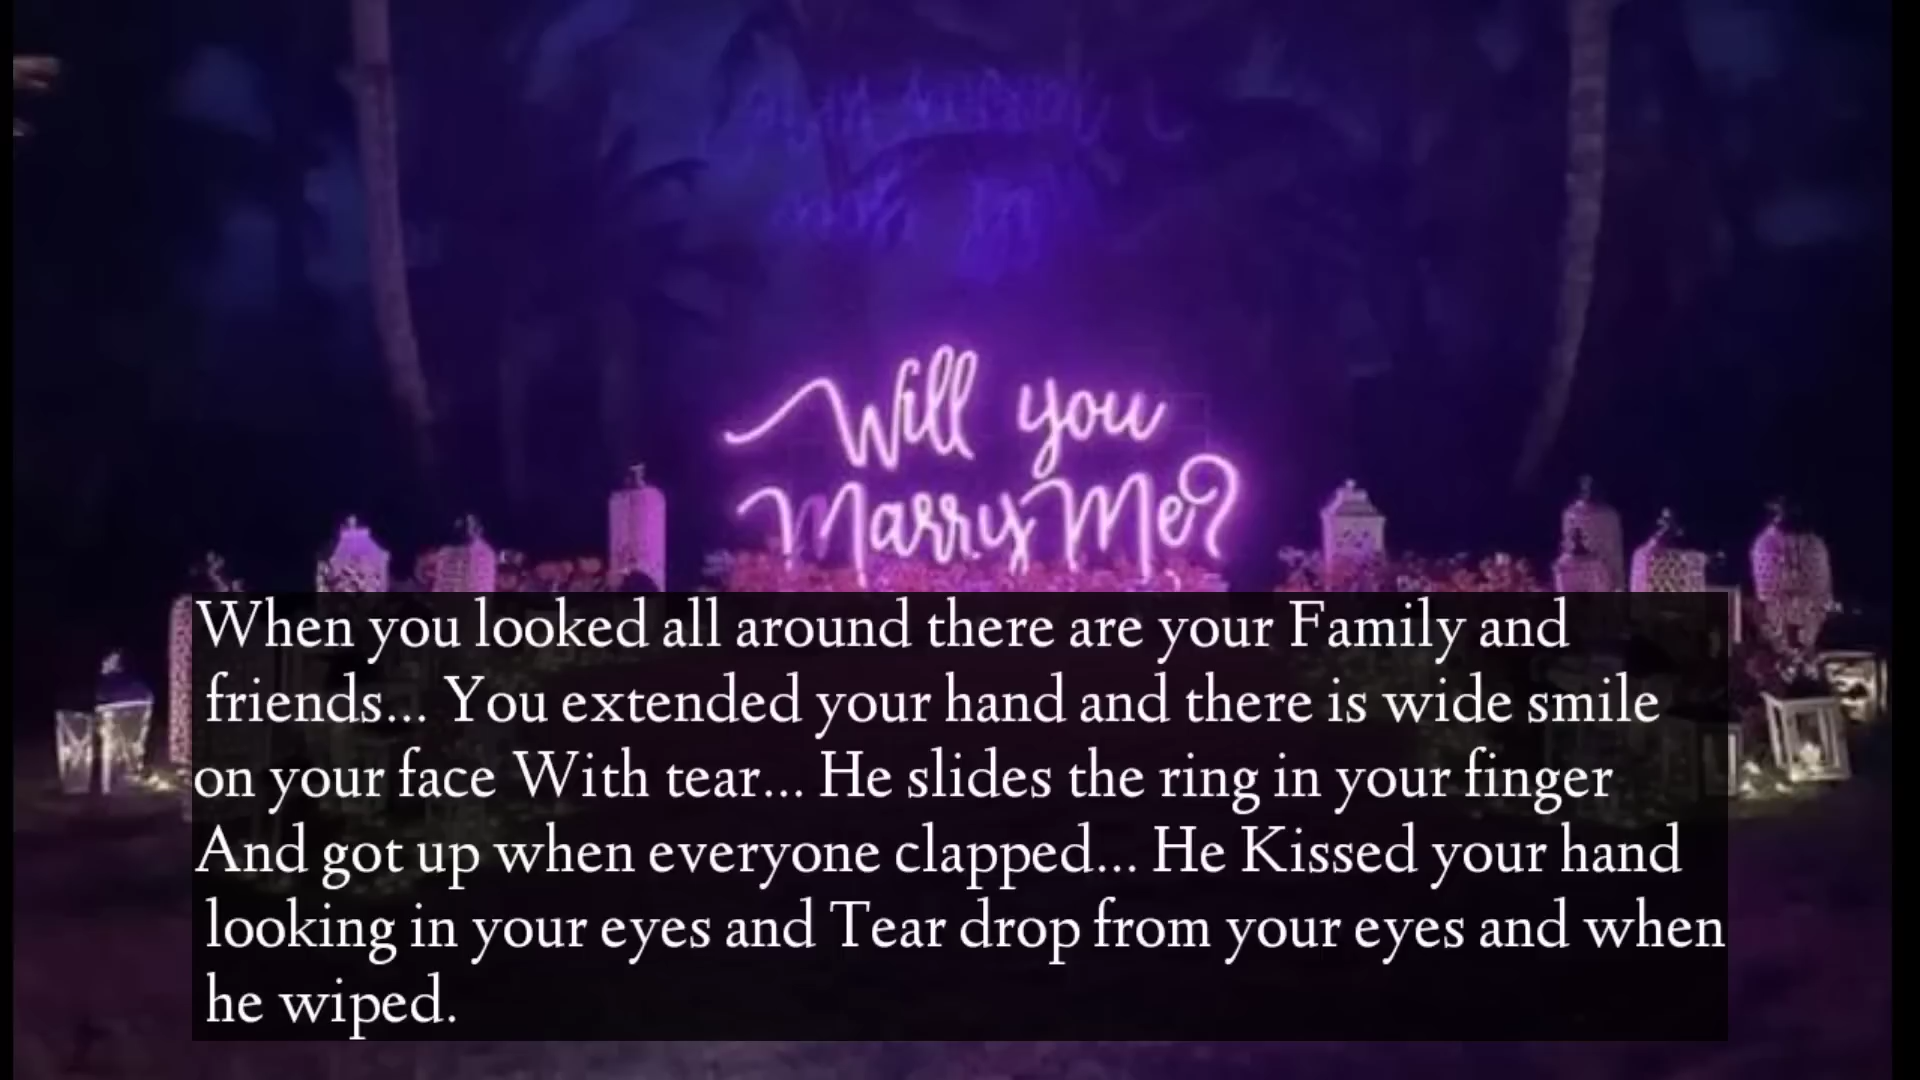 Will you
Marry Me?
When you looked all around there are your Family and
friends... You extended your hand and there is wide smile
on your face With tear... He slides the ring in your finger
And got up when everyone clapped... He Kissed your hand
looking in your eyes and Tear drop from your eyes and when
he wiped.